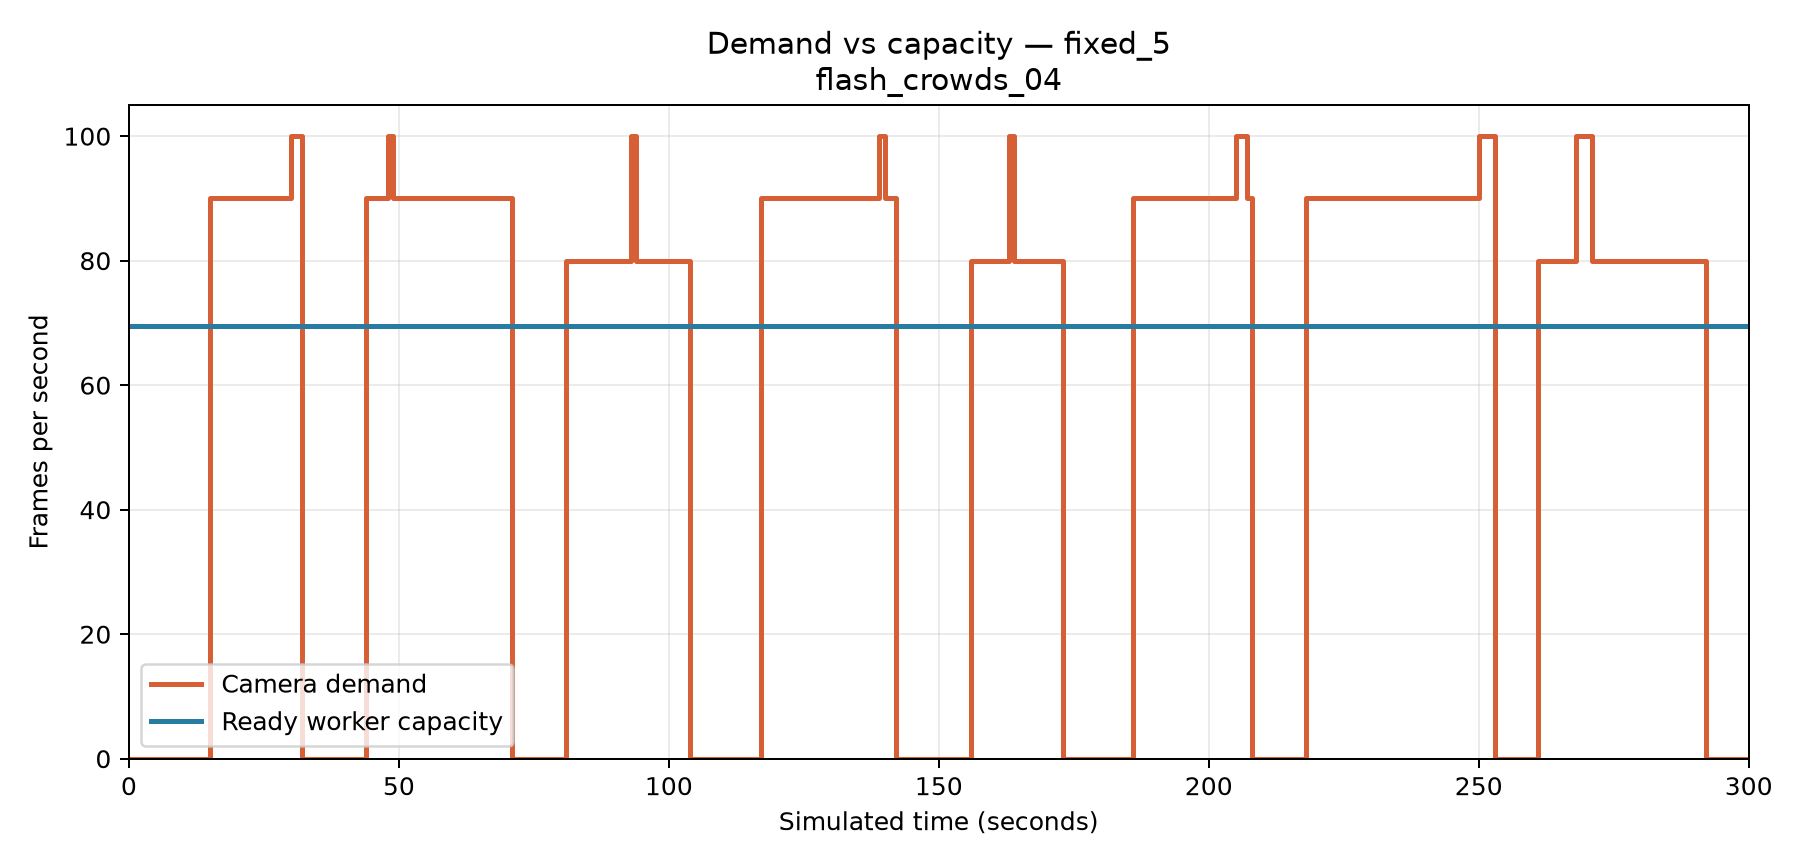 Demand vs capacity — fixed_5
flash_crowds_04
Frames per second
100
80
60
40
20
0
Camera demand
Ready worker capacity
0 50 100 150 200 250 300
Simulated time (seconds)